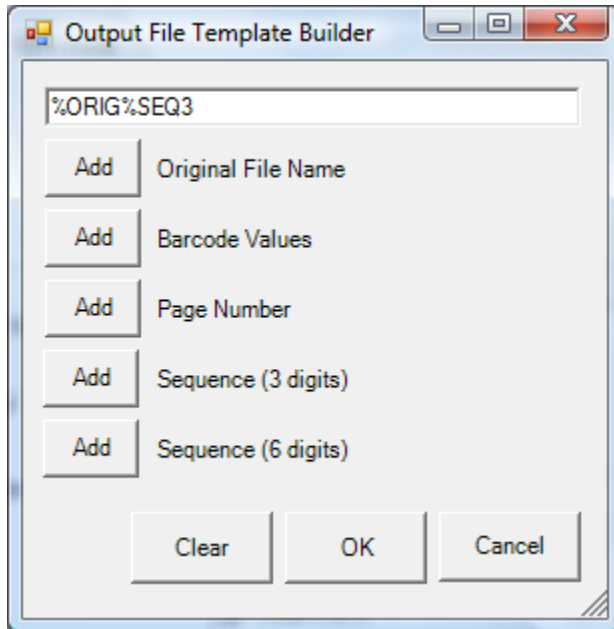 Output File Template Builder
%ORIG%SEQ3
Add Original File Name
Add Barcode Values
Add Page Number
Add Sequence (3 digits)
Add Sequence (6 digits)
Clear OK Cancel